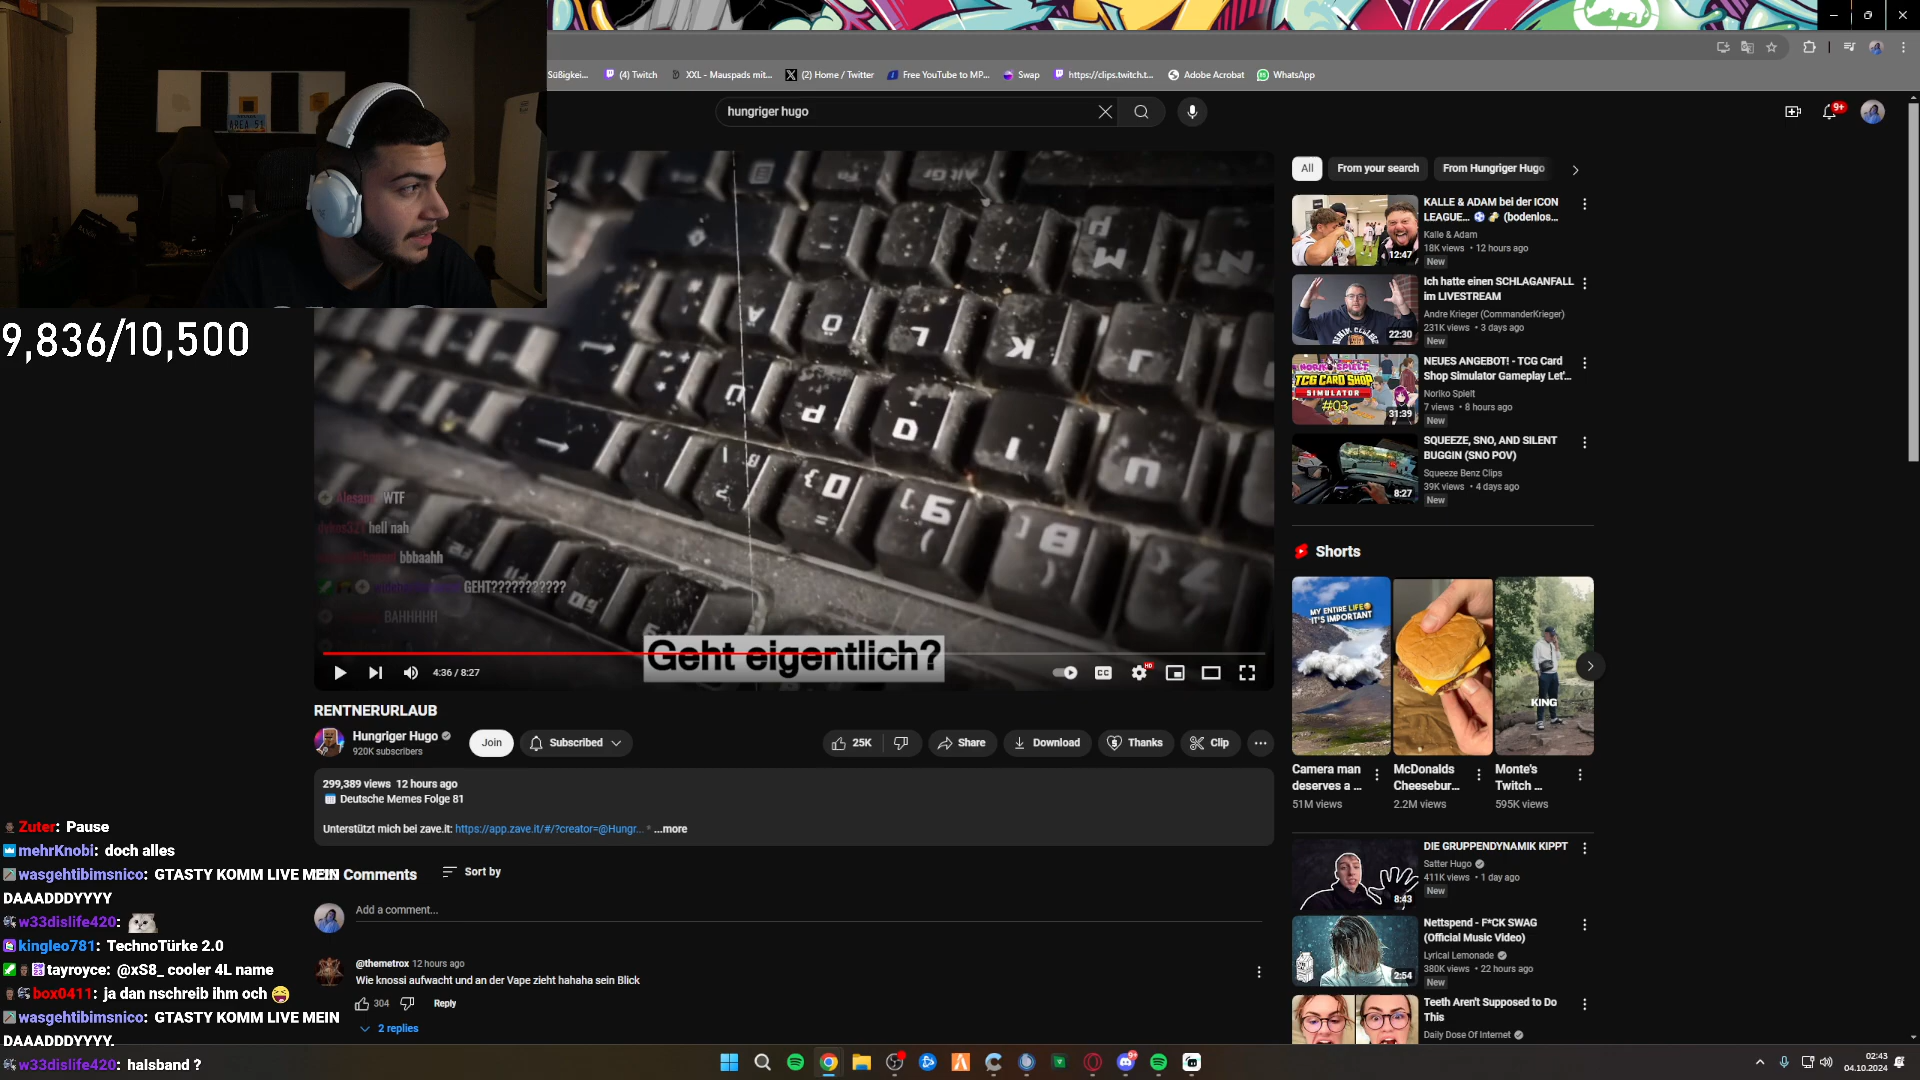 AREA 51
Süßigkei...
(4) Twitch
XXL - Mauspads mit...
(2) Home / Twitter
Free YouTube to MP...
Swap
https://clips.twitch.t...
Adobe Acrobat
WhatsApp
hungriger hugo
9+
9,836/10,500
WTF
hell nah
bbbaahh
GEHT???????????
BAHHHHH
Geht eigentlich?
4:36 / 8:27
CC
HD
RENTNERURLAUB
Hungriger Hugo
920K subscribers
Join
Subscribed
25K
Share
Download
Thanks
Clip
299,389 views 12 hours ago
Deutsche Memes Folge 81
Unterstützt mich bei zave.it: https://app.zave.it/#/?creator=@Hungr... ...more
Comments
Sort by
Add a comment...
@themetrox 12 hours ago
Wie knossi aufwacht und an der Vape zieht hahaha sein Blick
304
Reply
2 replies
Zuter: Pause
mehrKnobi: doch alles
wasgehtibimsnico: GTASTY KOMM LIVE MEIN
DAAADDDYYYY
w33dislife420:
kingleo781: TechnoTürke 2.0
tayroyce: @xS8_ cooler 4L name
box0411: ja dan nschreib ihm och
wasgehtibimsnico: GTASTY KOMM LIVE MEIN
DAAADDDYYYY.
w33dislife420: halsband ?
All
From your search
From Hungriger Hugo
KALLE & ADAM bei der ICON
LEAGUE... (bodenlos...
Kalle & Adam
18K views • 12 hours ago
New
12:47
Ich hatte einen SCHLAGANFALL
im LIVESTREAM
Andre Krieger (CommanderKrieger)
231K views • 3 days ago
New
22:30
NEUES ANGEBOT! - TCG Card
Shop Simulator Gameplay Let'...
Noriko Spielt
7 views • 8 hours ago
New
NORIKO SPIELT
TCG CARD SHOP
SIMULATOR
#03
31:39
SQUEEZE, SNO, AND SILENT
BUGGIN (SNO POV)
Squeeze Benz Clips
39K views • 4 days ago
New
8:27
Shorts
MY ENTIRE LIFE
IT'S IMPORTANT
KING
Camera man
deserves a ...
51M views
McDonalds
Cheesebur...
2.2M views
Monte's
Twitch ...
595K views
DIE GRUPPENDYNAMIK KIPPT
Satter Hugo
411K views • 1 day ago
New
8:43
Nettspend - F*CK SWAG
(Official Music Video)
Lyrical Lemonade
380K views • 22 hours ago
New
2:54
Teeth Aren't Supposed to Do
This
Daily Dose Of Internet
02:43
04.10.2024